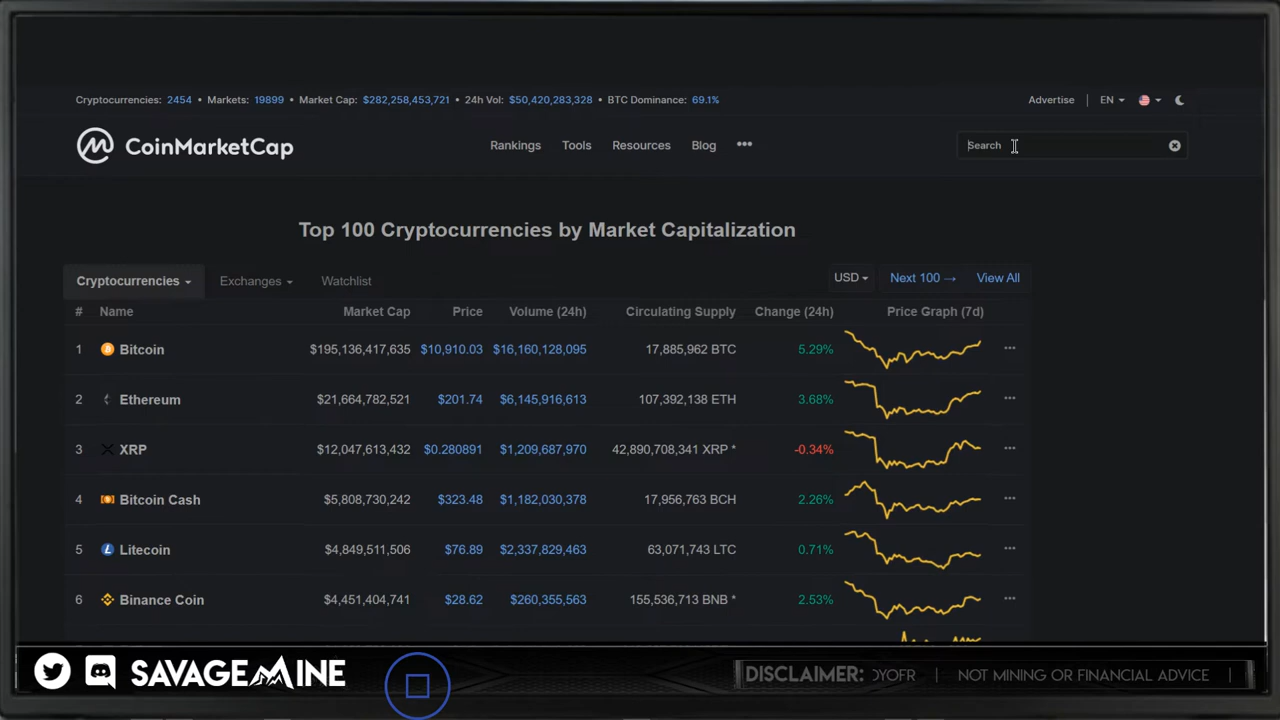 Cryptocurrencies: 2454 • Markets: 19899 • Market Cap: $282,258,453,721 • 24h Vol: $50,420,283,328 • BTC Dominance: 69.1% Advertise | EN
CoinMarketCap Rankings Tools Resources Blog ••• Search
Top 100 Cryptocurrencies by Market Capitalization
Cryptocurrencies Exchanges Watchlist USD Next 100 → View All
# Name Market Cap Price Volume (24h) Circulating Supply Change (24h) Price Graph (7d)
1 Bitcoin $195,136,417,635 $10,910.03 $16,160,128,095 17,885,962 BTC 5.29%
2 Ethereum $21,664,782,521 $201.74 $6,145,916,613 107,392,138 ETH 3.68%
3 XRP $12,047,613,432 $0.280891 $1,209,687,970 42,890,708,341 XRP * -0.34%
4 Bitcoin Cash $5,808,730,242 $323.48 $1,182,030,378 17,956,763 BCH 2.26%
5 Litecoin $4,849,511,506 $76.89 $2,337,829,463 63,071,743 LTC 0.71%
6 Binance Coin $4,451,404,741 $28.62 $260,355,563 155,536,713 BNB * 2.53%
SAVAGEMINE DISCLAIMER: DYOFR | NOT MINING OR FINANCIAL ADVICE |